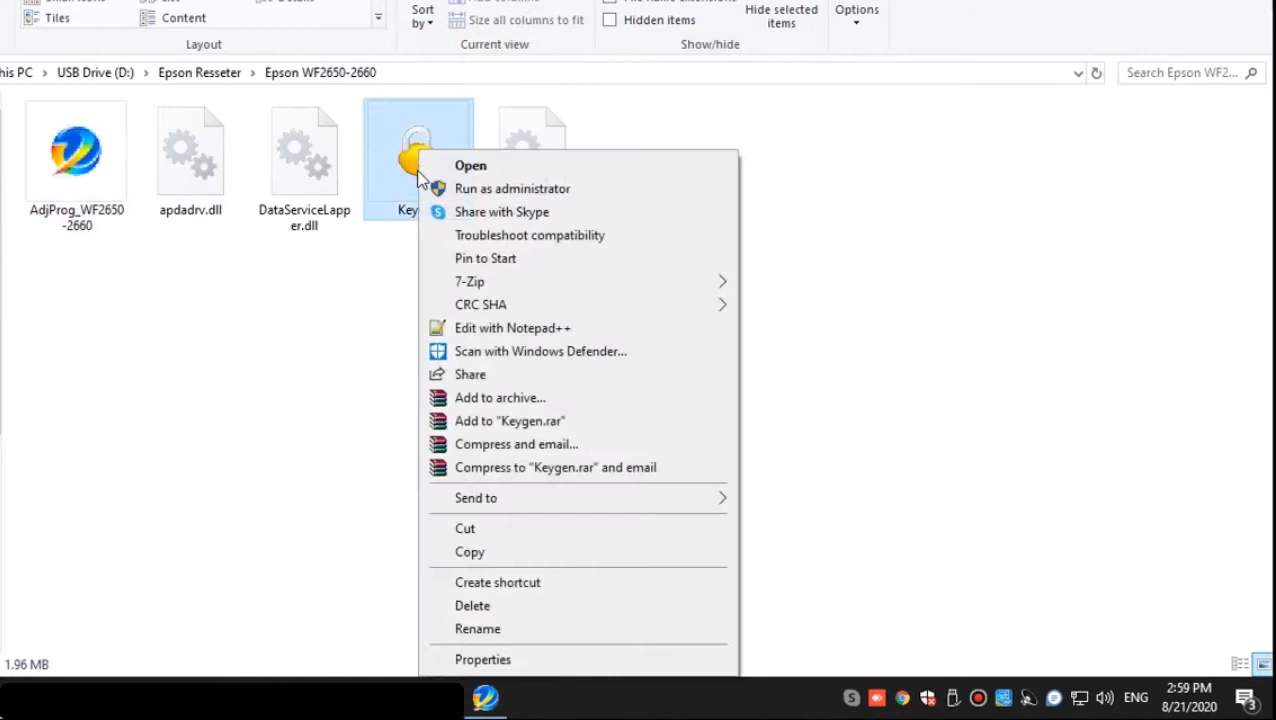 Tiles
Content
Sort
by
Size all columns to fit
Hidden items
Hide selected
items
Options
Layout
Current view
Show/hide
his PC > USB Drive (D:) > Epson Resseter > Epson WF2650-2660
Search Epson WF2...
AdjProg_WF2650
-2660
apdadrv.dll
DataServiceLapp
er.dll
Key
Open
Run as administrator
Share with Skype
Troubleshoot compatibility
Pin to Start
7-Zip
CRC SHA
Edit with Notepad++
Scan with Windows Defender...
Share
Add to archive...
Add to "Keygen.rar"
Compress and email...
Compress to "Keygen.rar" and email
Send to
Cut
Copy
Create shortcut
Delete
Rename
Properties
1.96 MB
ENG
2:59 PM
8/21/2020
3